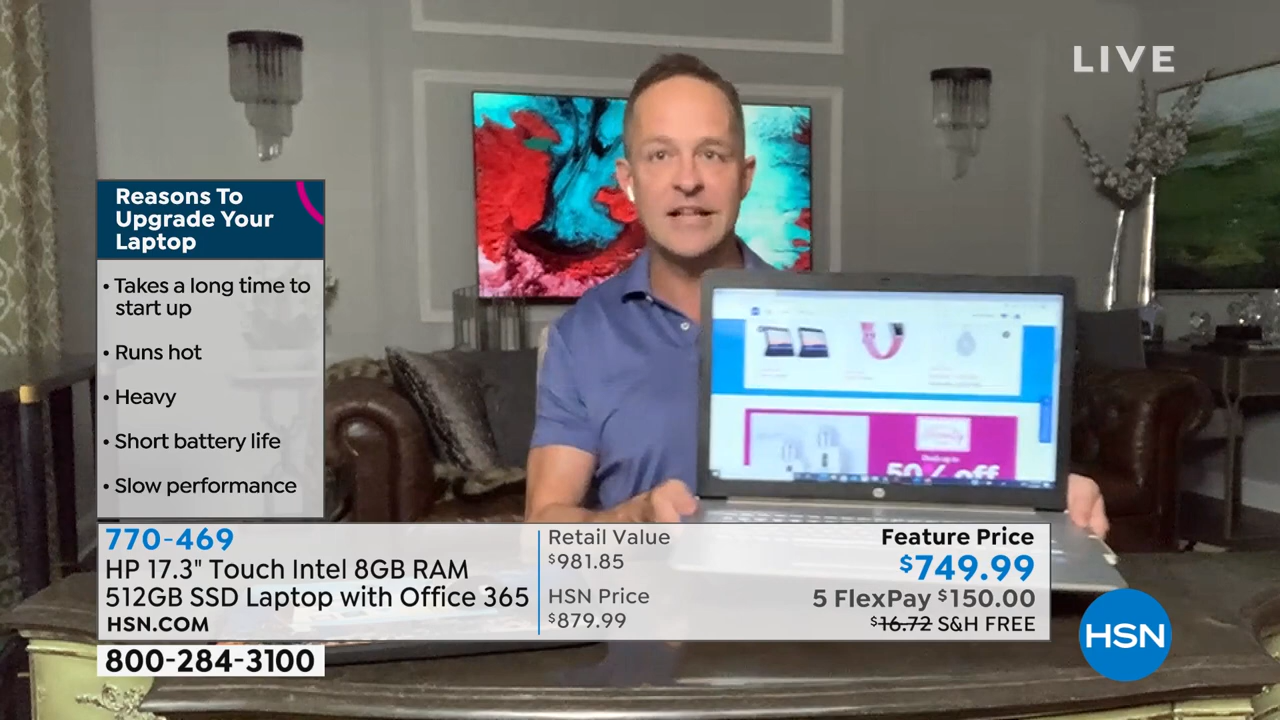 LIVE
Reasons To
Upgrade Your
Laptop
• Takes a long time to
start up
• Runs hot
• Heavy
• Short battery life
• Slow performance
50% off
770-469
HP 17.3" Touch Intel 8GB RAM
512GB SSD Laptop with Office 365
HSN.COM
Retail Value
$981.85
HSN Price
$879.99
Feature Price
$749.99
5 FlexPay $150.00
$16.72 S&H FREE
HSN
800-284-3100